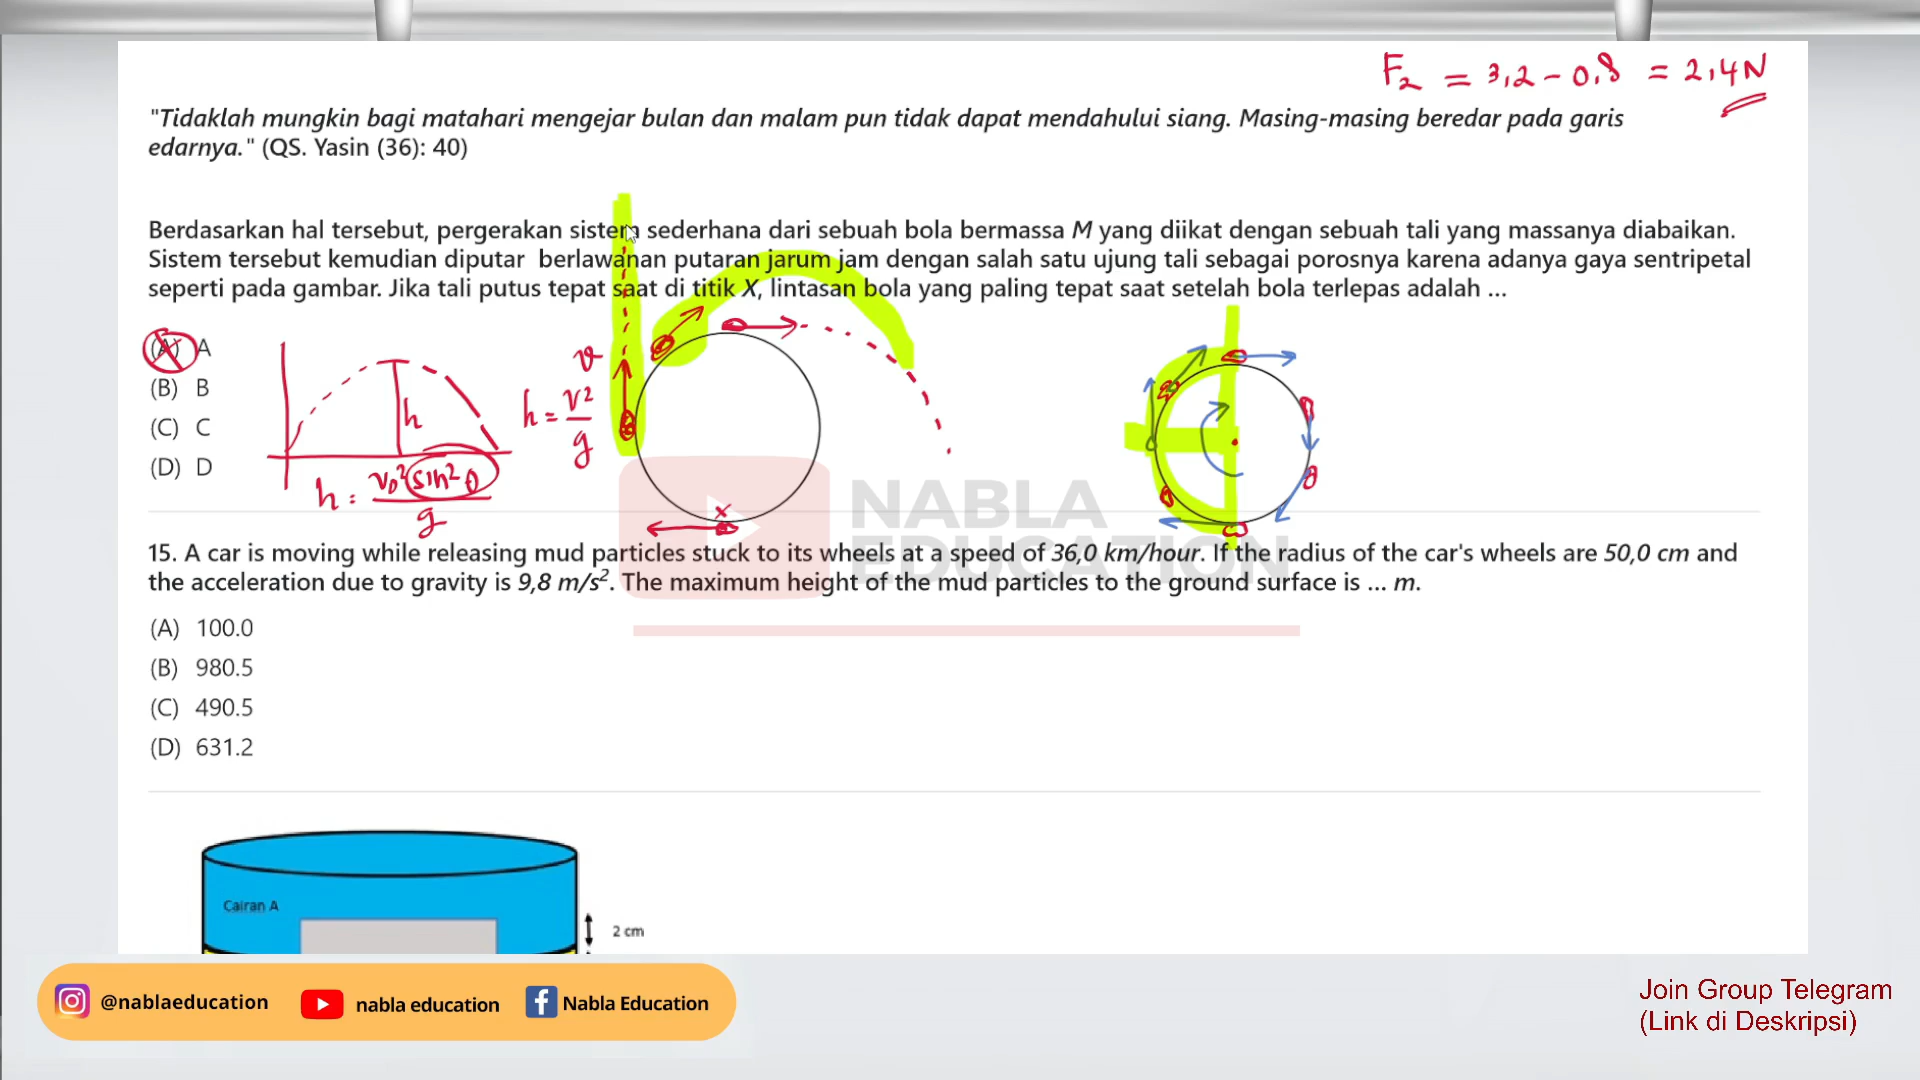 F₂ = 3,2 - 0,8 = 2,4 N
"Tidaklah mungkin bagi matahari mengejar bulan dan malam pun tidak dapat mendahului siang. Masing-masing beredar pada garis
edarnya." (QS. Yasin (36): 40)
Berdasarkan hal tersebut, pergerakan sistem sederhana dari sebuah bola bermassa M yang diikat dengan sebuah tali yang massanya diabaikan.
Sistem tersebut kemudian diputar berlawanan putaran jarum jam dengan salah satu ujung tali sebagai porosnya karena adanya gaya sentripetal
seperti pada gambar. Jika tali putus tepat saat di titik X, lintasan bola yang paling tepat saat setelah bola terlepas adalah ...
(A) A
(B) B
(C) C
(D) D
h
h = v₀² sin² θ / g
v
h = v² / g
x
NABLA
EDUCATION
15. A car is moving while releasing mud particles stuck to its wheels at a speed of 36,0 km/hour. If the radius of the car's wheels are 50,0 cm and
the acceleration due to gravity is 9,8 m/s². The maximum height of the mud particles to the ground surface is ... m.
(A) 100.0
(B) 980.5
(C) 490.5
(D) 631.2
Cairan A
2 cm
@nablaeducation
nabla education
Nabla Education
Join Group Telegram
(Link di Deskripsi)